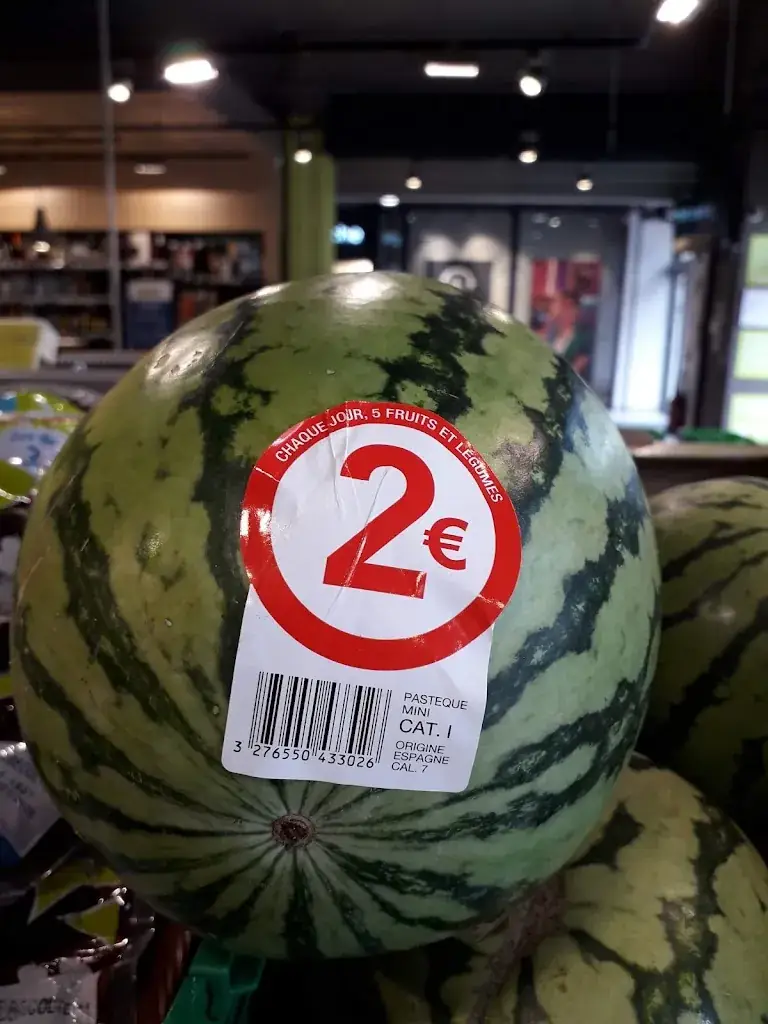 CHAQUE JOUR, 5 FRUITS ET LÉGUMES
2€
PASTEQUE
MINI
CAT. I
ORIGINE
ESPAGNE
CAL. 7
3 276550 433026